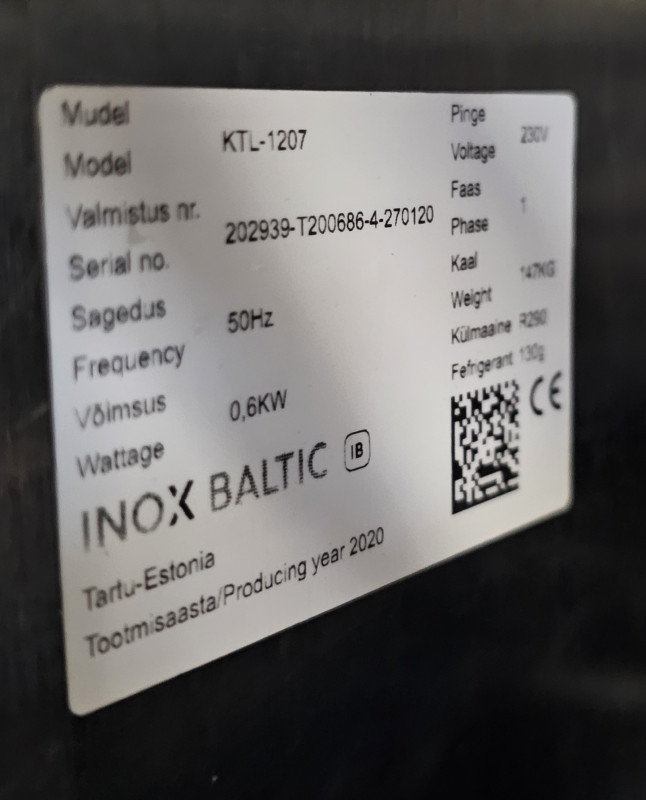 Mudel
Model
KTL-1207
Valmistus nr.
Serial no.
202939-T200686-4-270120
Sagedus
Frequency
50Hz
Võimsus
Wattage
0,6KW
INOX BALTIC IB
Tartu-Estonia
Tootmisaasta/Producing year 2020
Pinge
Voltage
230V
Faas
Phase
1
Kaal
Weight
147KG
Külmaaine R290
Fefrigerant 130g
CE